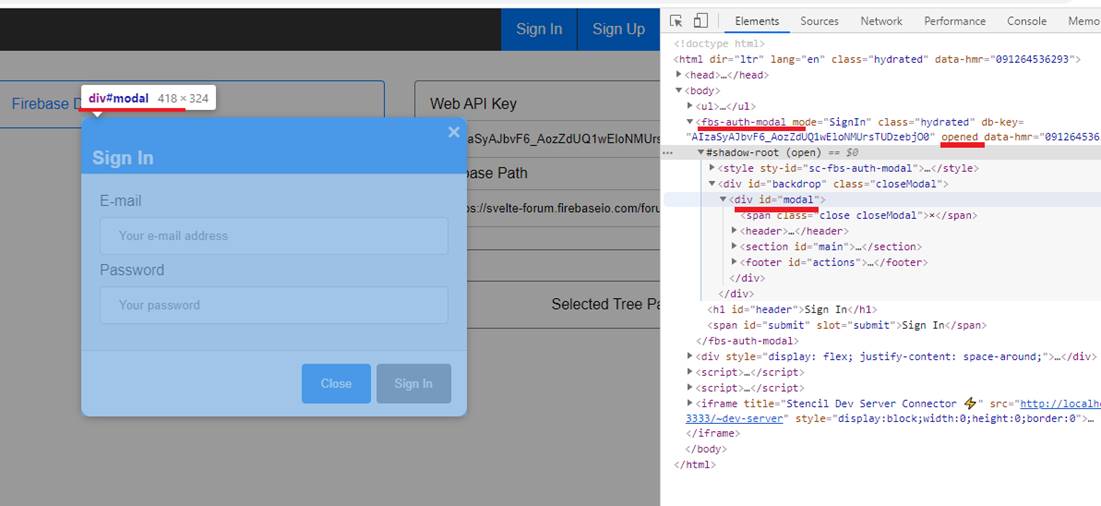 Sign In
Sign Up
Firebase D
div#modal 418 × 324
×
Sign In
E-mail
Your e-mail address
Password
Your password
Close
Sign In
Web API Key
base Path
s://svelte-forum.firebaseio.com/foru
Selected Tree Pa
Elements Sources Network Performance Console Memo
<!doctype html>
<html dir="ltr" lang="en" class="hydrated" data-hmr="091264536293">
▶<head>…</head>
▼<body>
▶<ul>…</ul>
▼<fbs-auth-modal mode="SignIn" class="hydrated" db-key=
opened data-hmr="0912645362
… ▼#shadow-root (open) == $0
▶<style sty-id="sc-fbs-auth-modal">…</style>
▼<div id="backdrop" class="closeModal">
▼<div id="modal">
<span class="close closeModal">×</span>
▶<header>…</header>
▶<section id="main">…</section>
▶<footer id="actions">…</footer>
</div>
</div>
<h1 id="header">Sign In</h1>
<span id="submit" slot="submit">Sign In</span>
</fbs-auth-modal>
▶<div style="display: flex; justify-content: space-around;">…</div>
▶<script>…</script>
▶<script>…</script>
▶<iframe title="Stencil Dev Server Connector ⚡" src="http://localho
3333/~dev-server" style="display:block;width:0;height:0;border:0">…
</iframe>
</body>
</html>